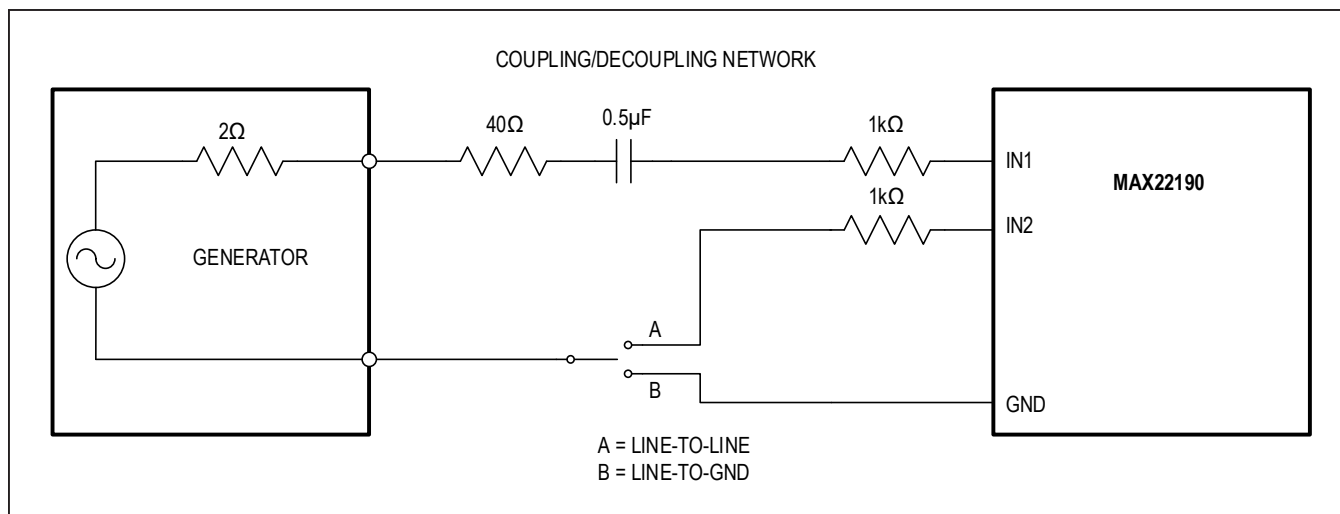 COUPLING/DECOUPLING NETWORK
2Ω
40Ω
0.5µF
1kΩ
IN1
MAX22190
1kΩ
IN2
GENERATOR
A
B
GND
A = LINE-TO-LINE
B = LINE-TO-GND